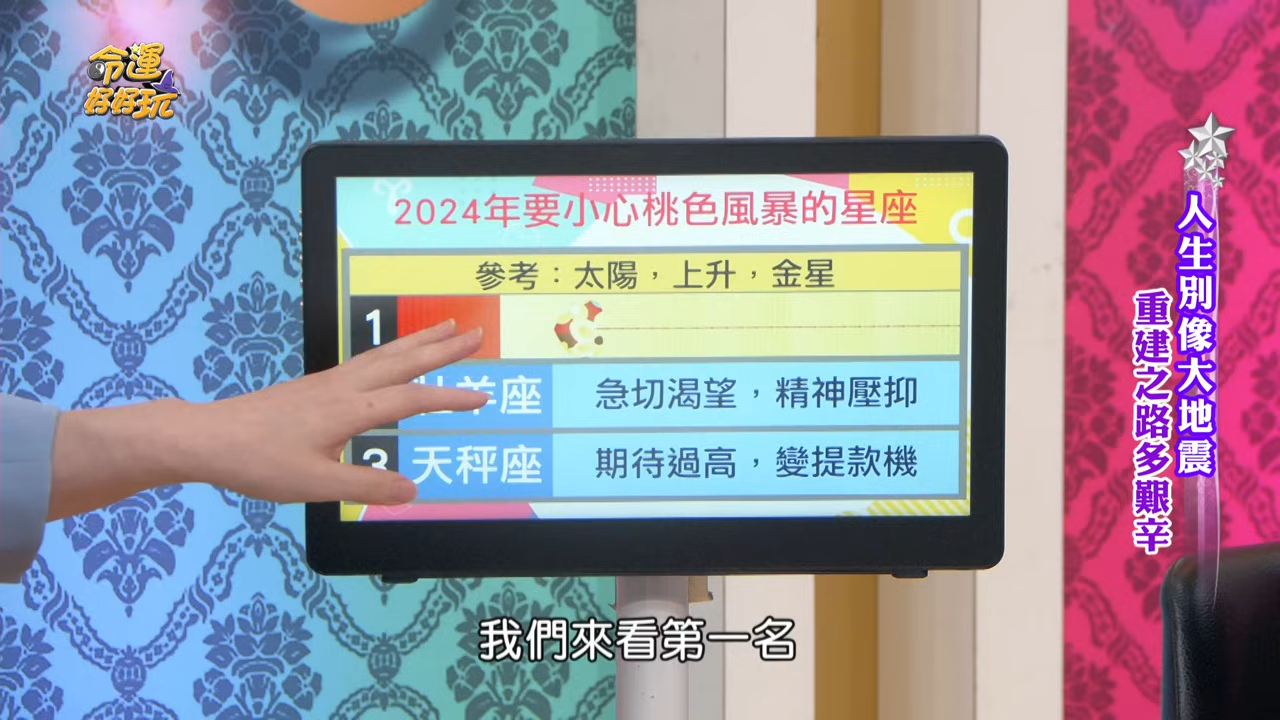 命運
好好玩
2024年要小心桃色風暴的星座
參考：太陽，上升，金星
1
牡羊座 急切渴望，精神壓抑
3 天秤座 期待過高，變提款機
人生別像大地震
重建之路多艱辛
我們來看第一名